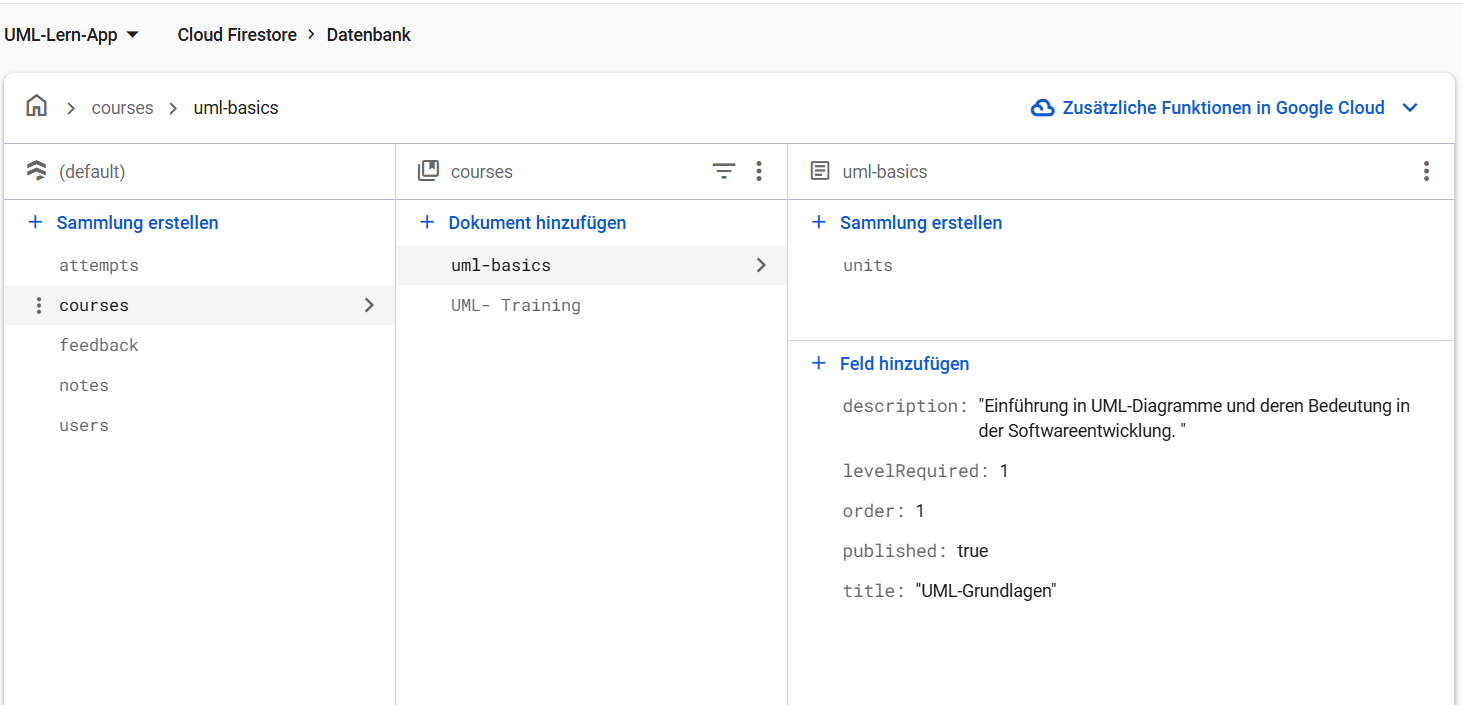 UML-Lern-App Cloud Firestore > Datenbank
courses > uml-basics Zusätzliche Funktionen in Google Cloud
(default)
+ Sammlung erstellen
attempts
courses
feedback
notes
users
courses
+ Dokument hinzufügen
uml-basics
UML- Training
uml-basics
+ Sammlung erstellen
units
+ Feld hinzufügen
description: "Einführung in UML-Diagramme und deren Bedeutung in
der Softwareentwicklung. "
levelRequired: 1
order: 1
published: true
title: "UML-Grundlagen"